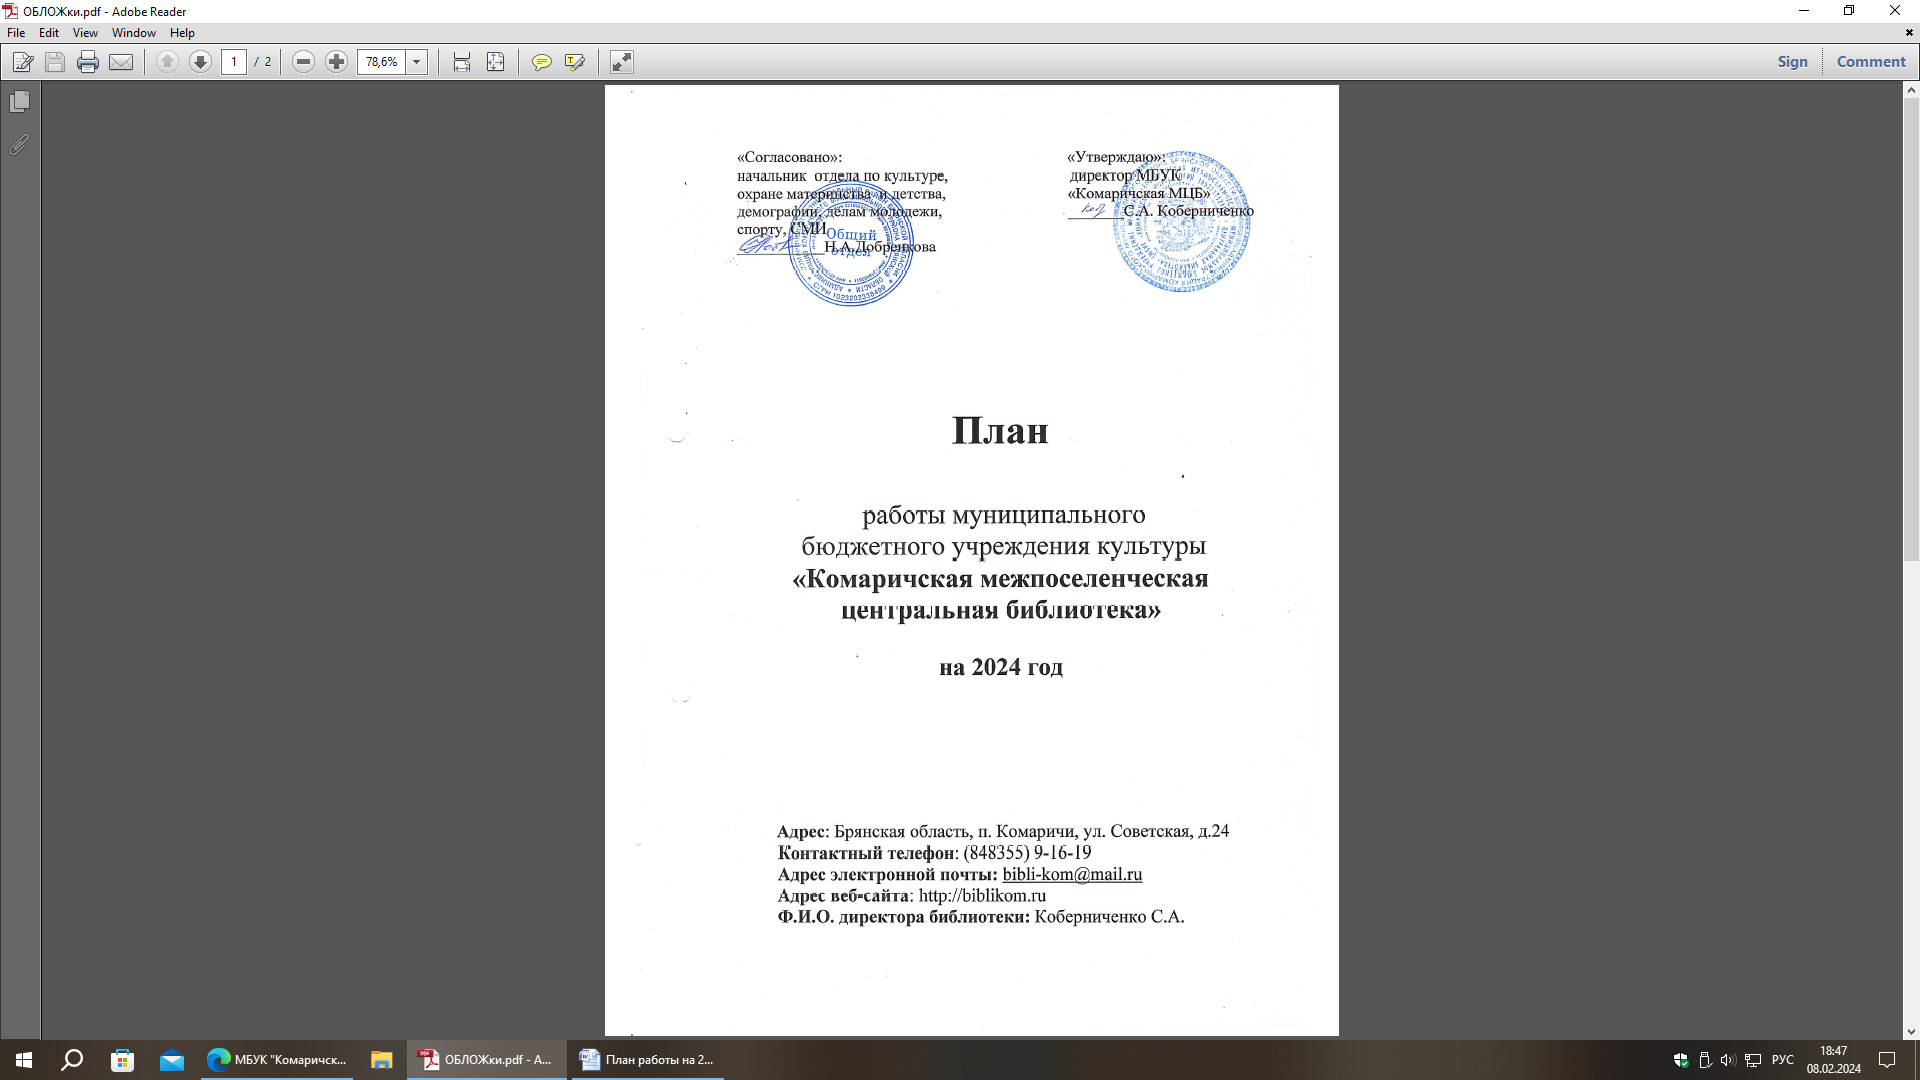 ОБЛОЖки.pdf - Adobe Reader
File Edit View Window Help
1 / 2 78,6% Sign Comment
«Согласовано»:
начальник отдела по культуре,
охране материнства и детства,
демографии, делам молодежи,
спорту, СМИ
Н.А.Добренкова
Общий
отдел
ОГРН 1023202336499
«Утверждаю»:
директор МБУК
«Комаричская МЦБ»
С.А. Коберниченко
План
работы муниципального
бюджетного учреждения культуры
«Комаричская межпоселенческая
центральная библиотека»
на 2024 год
Адрес: Брянская область, п. Комаричи, ул. Советская, д.24
Контактный телефон: (848355) 9-16-19
Адрес электронной почты: bibli-kom@mail.ru
Адрес веб-сайта: http://biblikom.ru
Ф.И.О. директора библиотеки: Коберниченко С.А.
МБУК "Комаричск... ОБЛОЖки.pdf - A... План работы на 2... РУС 18:47
08.02.2024